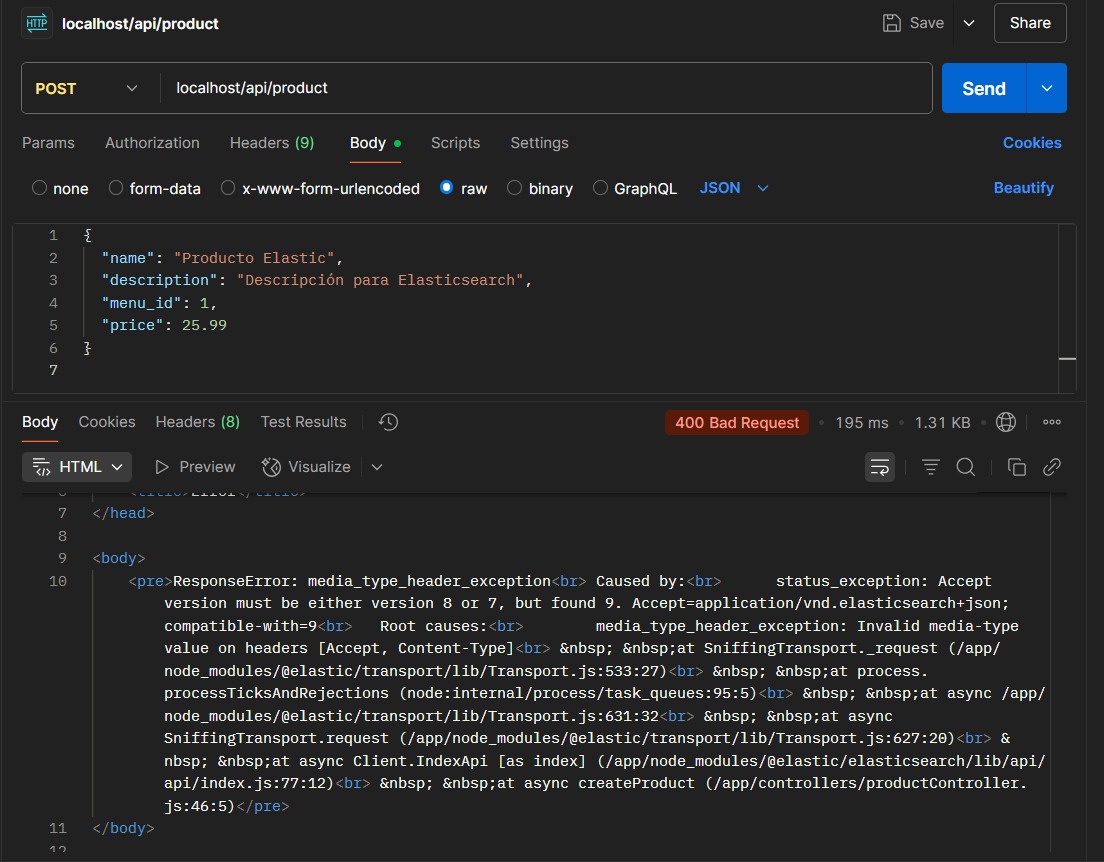 HTTP localhost/api/product Save Share
POST localhost/api/product Send
Params Authorization Headers (9) Body Scripts Settings Cookies
none form-data x-www-form-urlencoded raw binary GraphQL JSON Beautify
1 {
2 "name": "Producto Elastic",
3 "description": "Descripción para Elasticsearch",
4 "menu_id": 1,
5 "price": 25.99
6 }
7
Body Cookies Headers (8) Test Results 400 Bad Request • 195 ms • 1.31 KB •
HTML Preview Visualize
6 <title>Error</title>
7 </head>
8
9 <body>
10 <pre>ResponseError: media_type_header_exception<br> Caused by:<br> status_exception: Accept
version must be either version 8 or 7, but found 9. Accept=application/vnd.elasticsearch+json;
compatible-with=9<br> Root causes:<br> media_type_header_exception: Invalid media-type
value on headers [Accept, Content-Type]<br> &nbsp; &nbsp;at SniffingTransport._request (/app/
node_modules/@elastic/transport/lib/Transport.js:533:27)<br> &nbsp; &nbsp;at process.
processTicksAndRejections (node:internal/process/task_queues:95:5)<br> &nbsp; &nbsp;at async /app/
node_modules/@elastic/transport/lib/Transport.js:631:32<br> &nbsp; &nbsp;at async
SniffingTransport.request (/app/node_modules/@elastic/transport/lib/Transport.js:627:20)<br> &
nbsp; &nbsp;at async Client.IndexApi [as index] (/app/node_modules/@elastic/elasticsearch/lib/api/
api/index.js:77:12)<br> &nbsp; &nbsp;at async createProduct (/app/controllers/productController.
js:46:5)</pre>
11 </body>
12